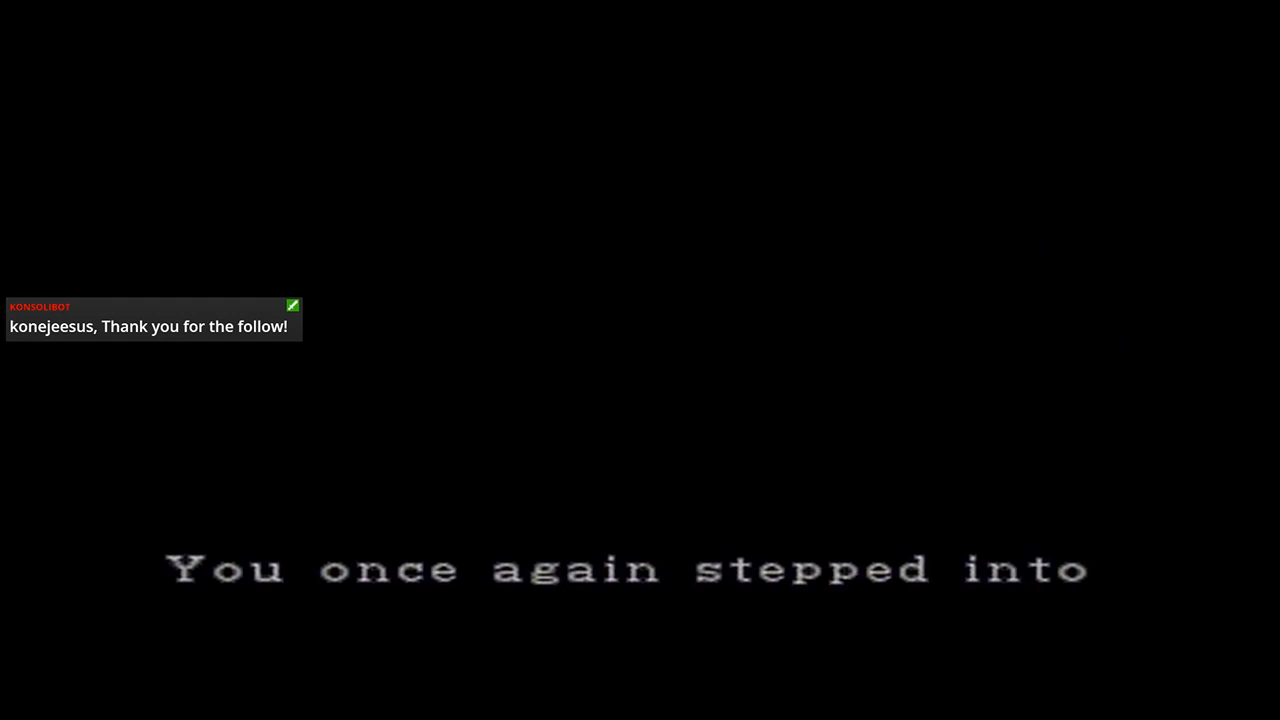 KONSOLIBOT
konejeesus, Thank you for the follow!
You once again stepped into